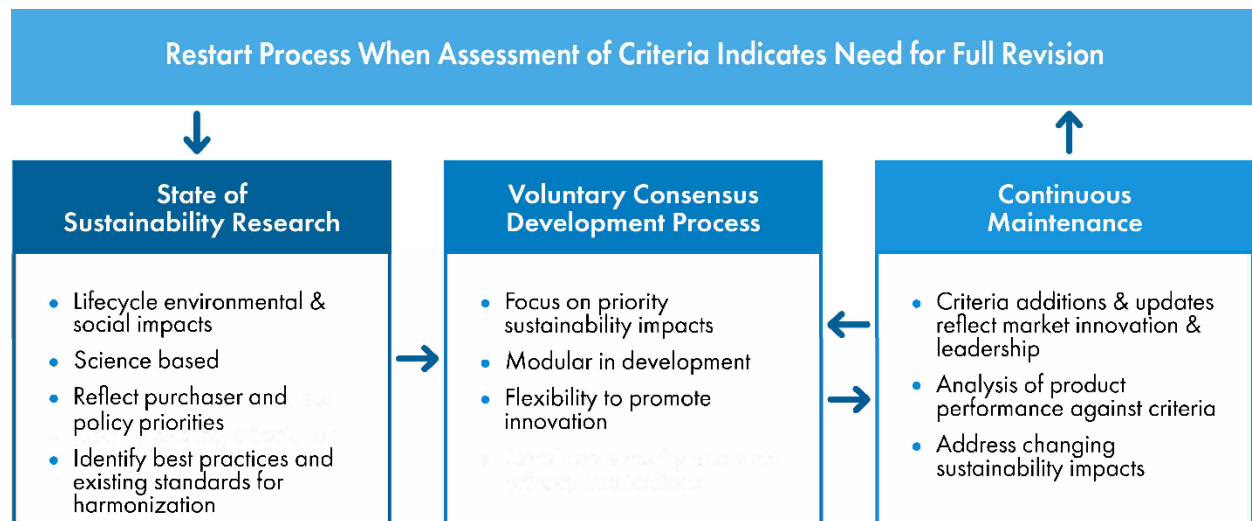 Restart Process When Assessment of Criteria Indicates Need for Full Revision
State of
Sustainability Research
• Lifecycle environmental &
social impacts
• Science based
• Reflect purchaser and
policy priorities
• Identify best practices and
existing standards for
harmonization
Voluntary Consensus
Development Process
• Focus on priority
sustainability impacts
• Modular in development
• Flexibility to promote
innovation
Continuous
Maintenance
• Criteria additions & updates
reflect market innovation &
leadership
• Analysis of product
performance against criteria
• Address changing
sustainability impacts